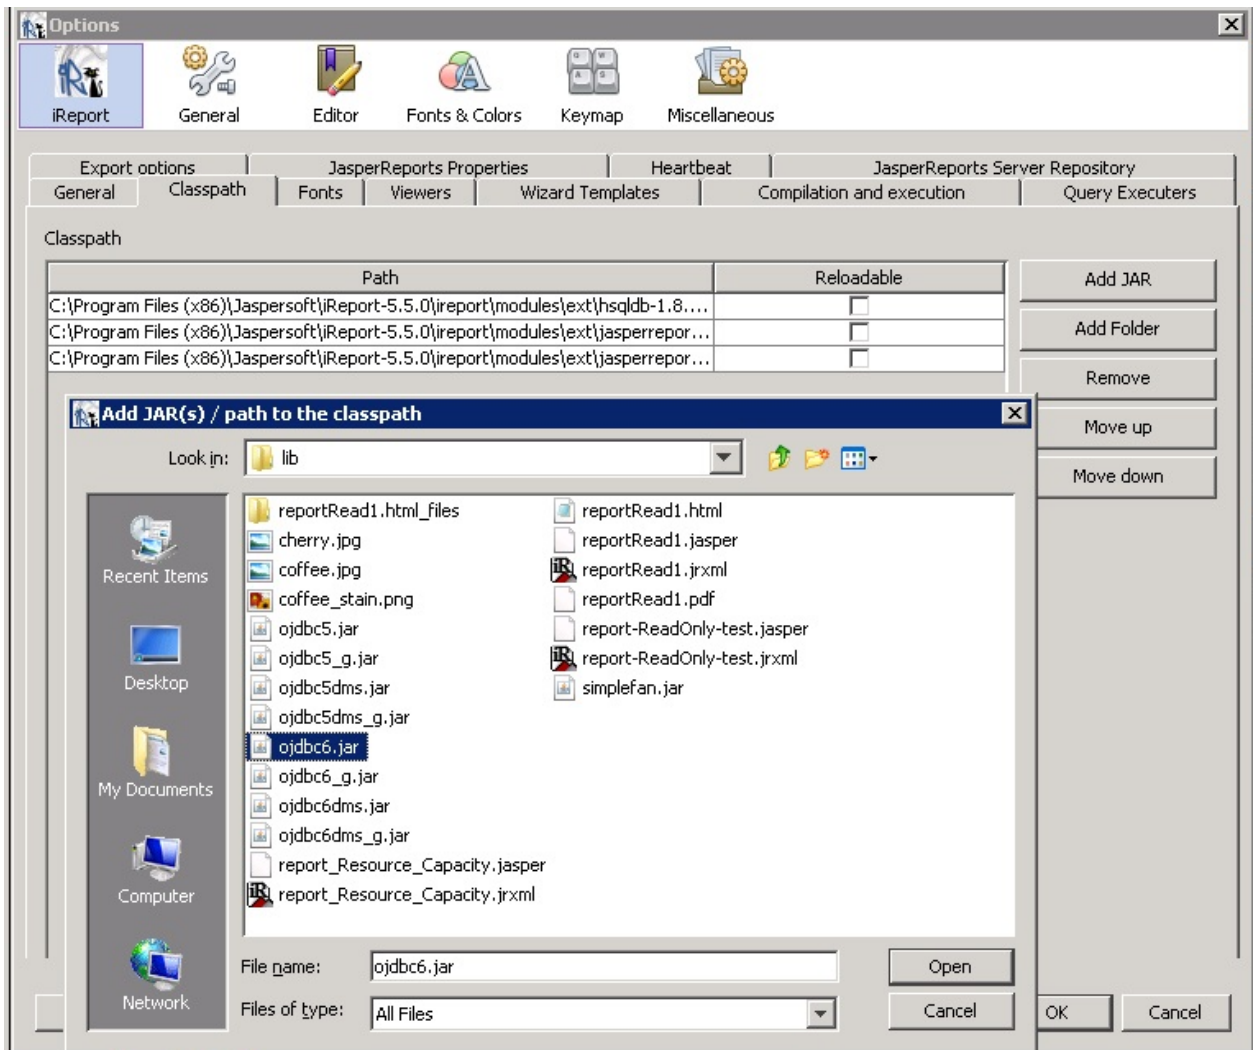 Options
iReport General Editor Fonts & Colors Keymap Miscellaneous
Export options JasperReports Properties Heartbeat JasperReports Server Repository
General Classpath Fonts Viewers Wizard Templates Compilation and execution Query Executers
Classpath
Path Reloadable
C:\Program Files (x86)\Jaspersoft\iReport-5.5.0\ireport\modules\ext\hsqldb-1.8....
C:\Program Files (x86)\Jaspersoft\iReport-5.5.0\ireport\modules\ext\jasperrepor...
C:\Program Files (x86)\Jaspersoft\iReport-5.5.0\ireport\modules\ext\jasperrepor...
Add JAR
Add Folder
Remove
Move up
Move down
Add JAR(s) / path to the classpath
Look in: lib
Recent Items
Desktop
My Documents
Computer
Network
reportRead1.html_files
cherry.jpg
coffee.jpg
coffee_stain.png
ojdbc5.jar
ojdbc5_g.jar
ojdbc5dms.jar
ojdbc5dms_g.jar
ojdbc6.jar
ojdbc6_g.jar
ojdbc6dms.jar
ojdbc6dms_g.jar
report_Resource_Capacity.jasper
report_Resource_Capacity.jrxml
reportRead1.html
reportRead1.jasper
reportRead1.jrxml
reportRead1.pdf
report-ReadOnly-test.jasper
report-ReadOnly-test.jrxml
simplefan.jar
File name: ojdbc6.jar Open
Files of type: All Files Cancel
OK Cancel